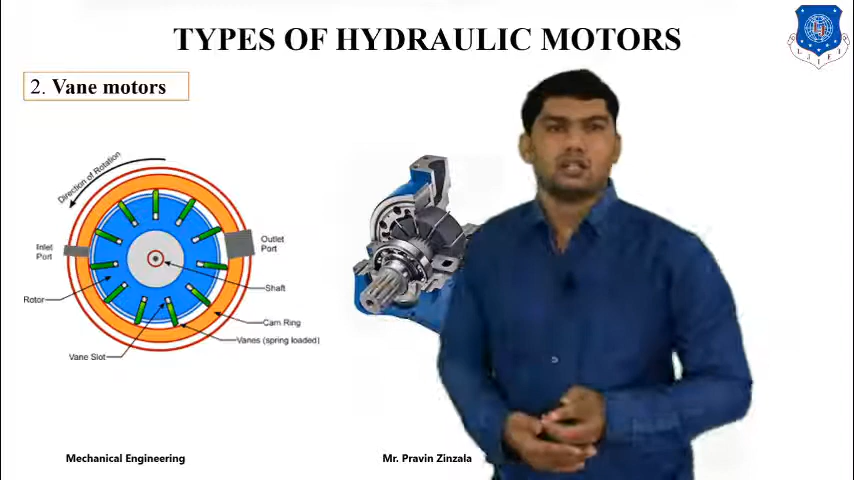 TYPES OF HYDRAULIC MOTORS
2. Vane motors
Direction of Rotation
Inlet
Port
Outlet
Port
Rotor
Shaft
Cam Ring
Vanes (spring loaded)
Vane Slot
Mechanical Engineering
Mr. Pravin Zinzala